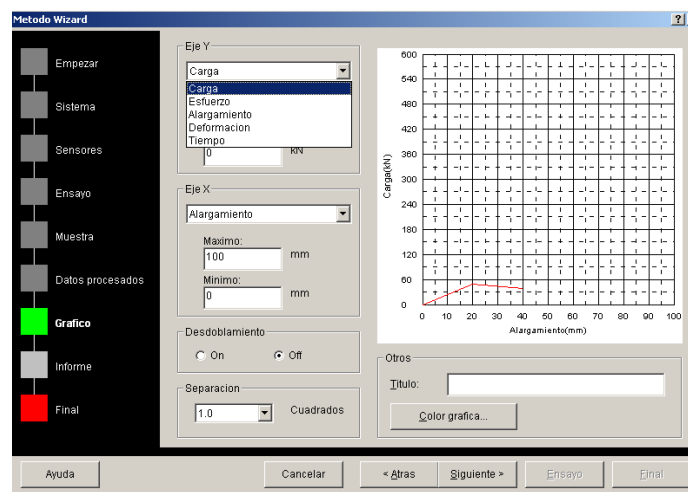 Metodo Wizard
?
Empezar
Sistema
Sensores
Ensayo
Muestra
Datos procesados
Grafico
Informe
Final
Eje Y
Carga
Carga
Esfuerzo
Alargamiento
Deformacion
Tiempo
0 kN
Eje X
Alargamiento
Maximo:
100 mm
Minimo:
0 mm
Desdoblamiento
On Off
Separacion
1.0 Cuadrados
600
540
480
420
360
300
240
180
120
60
0
Carga(kN)
0 10 20 30 40 50 60 70 80 90 100
Alargamiento(mm)
Otros
Titulo:
Color grafica...
Ayuda
Cancelar
< Atras
Siguiente >
Ensayo
Final